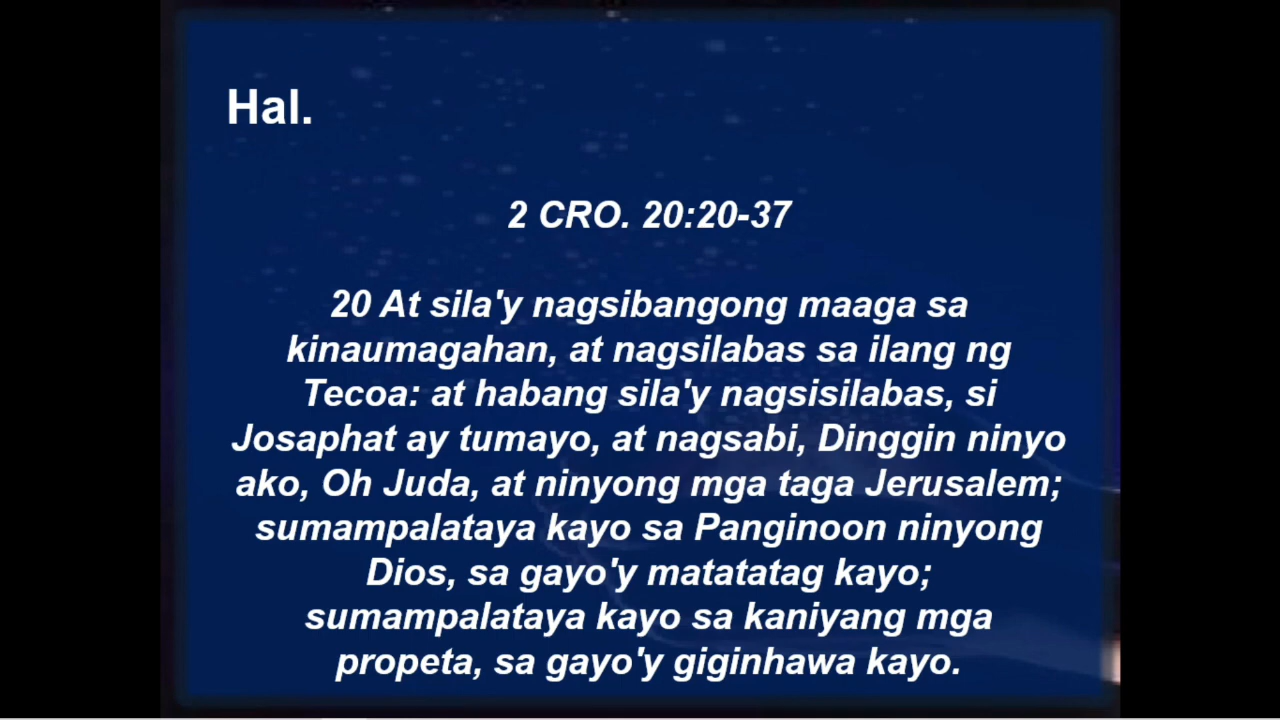 Hal.
2 CRO. 20:20-37
20 At sila'y nagsibangong maaga sa
kinaumagahan, at nagsilabas sa ilang ng
Tecoa: at habang sila'y nagsisilabas, si
Josaphat ay tumayo, at nagsabi, Dinggin ninyo
ako, Oh Juda, at ninyong mga taga Jerusalem;
sumampalataya kayo sa Panginoon ninyong
Dios, sa gayo'y matatatag kayo;
sumampalataya kayo sa kaniyang mga
propeta, sa gayo'y giginhawa kayo.